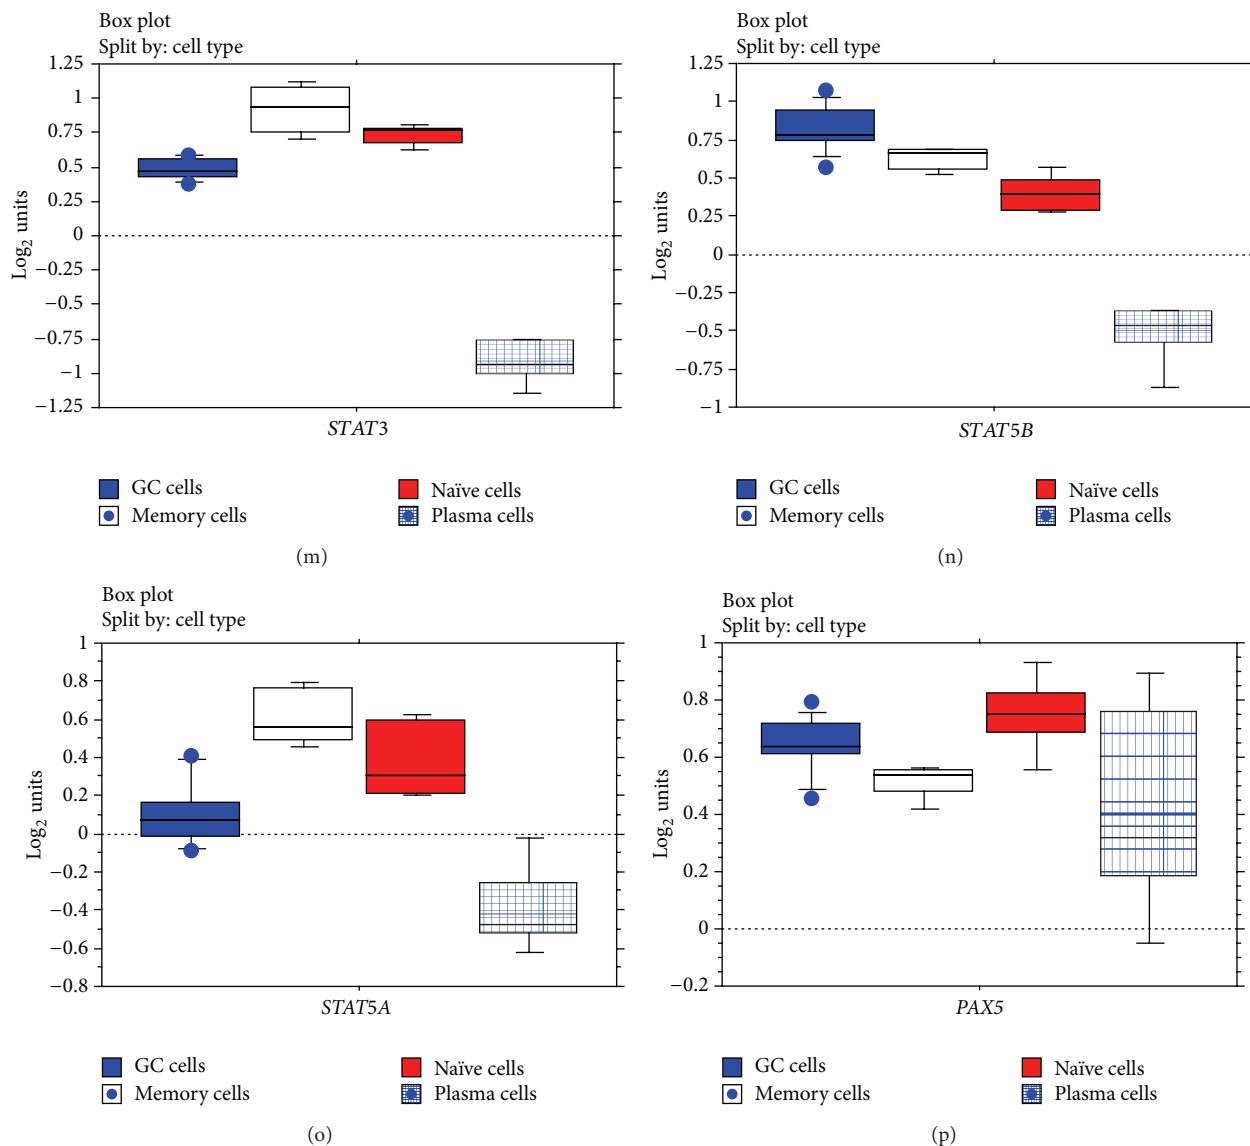 Box plot
Split by: cell type
1.25
1
0.75
0.5
0.25
0
−0.25
−0.5
−0.75
−1
−1.25
Log2 units
STAT3
GC cells
Naïve cells
Memory cells
Plasma cells
(m)
Box plot
Split by: cell type
1.25
1
0.75
0.5
0.25
0
−0.25
−0.5
−0.75
−1
Log2 units
STAT5B
GC cells
Naïve cells
Memory cells
Plasma cells
(n)
Box plot
Split by: cell type
1
0.8
0.6
0.4
0.2
0
−0.2
−0.4
−0.6
−0.8
Log2 units
STAT5A
GC cells
Naïve cells
Memory cells
Plasma cells
(o)
Box plot
Split by: cell type
1
0.8
0.6
0.4
0.2
0
−0.2
Log2 units
PAX5
GC cells
Naïve cells
Memory cells
Plasma cells
(p)